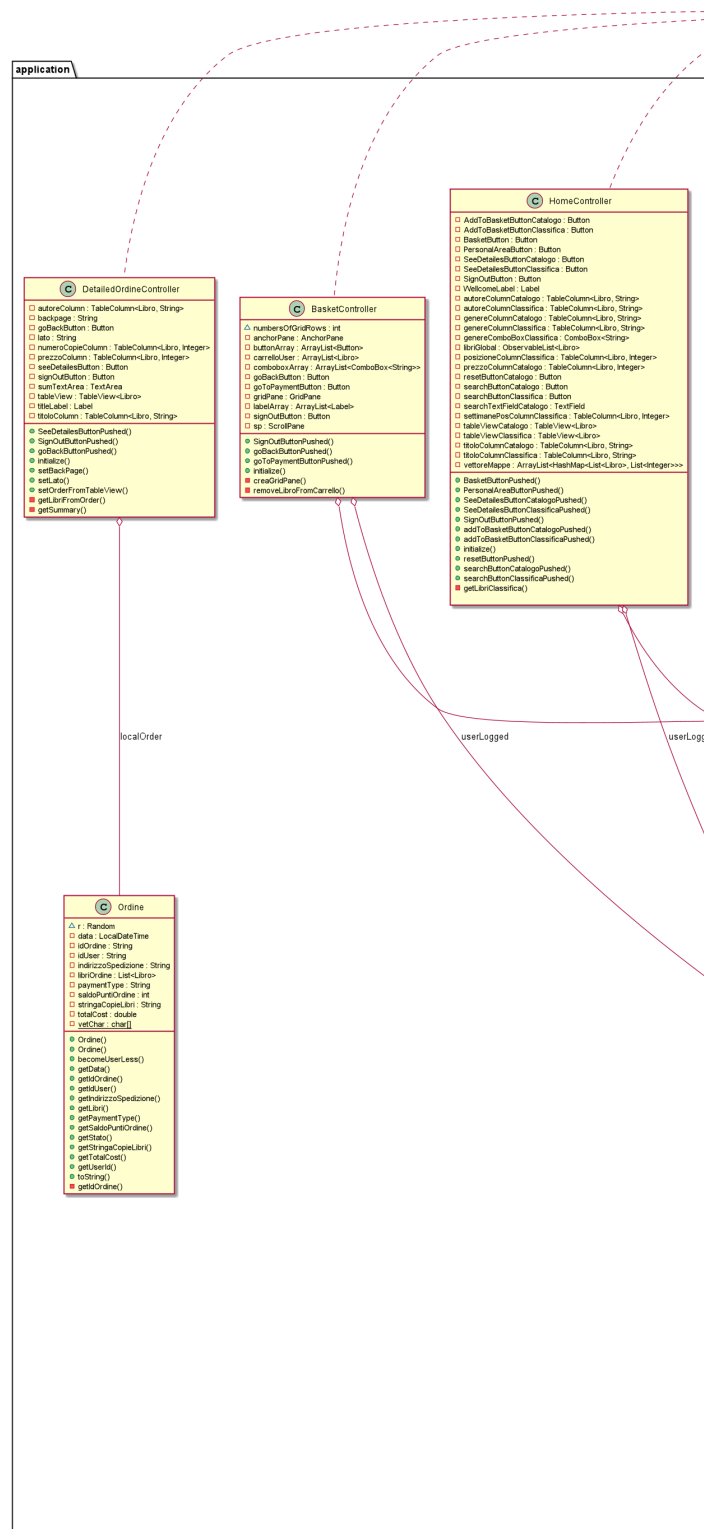 application
C HomeController
AddToBasketButtonCatalogo : Button
AddToBasketButtonClassifica : Button
BasketButton : Button
PersonalAreaButton : Button
SeeDetailesButtonCatalogo : Button
SeeDetailesButtonClassifica : Button
SignOutButton : Button
WellcomeLabel : Label
autoreColumnCatalogo : TableColumn<Libro, String>
autoreColumnClassifica : TableColumn<Libro, String>
genereColumnCatalogo : TableColumn<Libro, String>
genereColumnClassifica : TableColumn<Libro, String>
genereComboBoxClassifica : ComboBox<String>
libriGlobal : ObservableList<Libro>
posizioneColumnClassifica : TableColumn<Libro, Integer>
prezzoColumnCatalogo : TableColumn<Libro, Integer>
resetButtonCatalogo : Button
searchButtonCatalogo : Button
searchButtonClassifica : Button
searchTextFieldCatalogo : TextField
settimanePosColumnClassifica : TableColumn<Libro, Integer>
tableViewCatalogo : TableView<Libro>
tableViewClassifica : TableView<Libro>
titoloColumnCatalogo : TableColumn<Libro, String>
titoloColumnClassifica : TableColumn<Libro, String>
vettoreMappe : ArrayList<HashMap<List<Libro>, List<Integer>>>
BasketButtonPushed()
PersonalAreaButtonPushed()
SeeDetailesButtonCatalogoPushed()
SeeDetailesButtonClassificaPushed()
SignOutButtonPushed()
addToBasketButtonCatalogoPushed()
addToBasketButtonClassificaPushed()
initialize()
resetButtonPushed()
searchButtonCatalogoPushed()
searchButtonClassificaPushed()
getLibriClassifica()
C DetailedOrdineController
autoreColumn : TableColumn<Libro, String>
backpage : String
goBackButton : Button
lato : String
numeroCopieColumn : TableColumn<Libro, Integer>
prezzoColumn : TableColumn<Libro, Integer>
seeDetailesButton : Button
signOutButton : Button
sumTextArea : TextArea
tableView : TableView<Libro>
titleLabel : Label
titoloColumn : TableColumn<Libro, String>
SeeDetailesButtonPushed()
SignOutButtonPushed()
goBackButtonPushed()
initialize()
setBackPage()
setLato()
setOrderFromTableView()
getLibriFromOrder()
getSummary()
C BasketController
numbersOfGridRows : int
anchorPane : AnchorPane
buttonArray : ArrayList<Button>
carrelloUser : ArrayList<Libro>
comboboxArray : ArrayList<ComboBox<String>>
goBackButton : Button
goToPaymentButton : Button
gridPane : GridPane
labelArray : ArrayList<Label>
signOutButton : Button
sp : ScrollPane
SignOutButtonPushed()
goBackButtonPushed()
goToPaymentButtonPushed()
initialize()
creaGridPane()
removeLibroFromCarrello()
localOrder
userLogged
userLogg
C Ordine
r : Random
data : LocalDateTime
idOrdine : String
idUser : String
indirizzoSpedizione : String
libriOrdine : List<Libro>
paymentType : String
saldoPuntiOrdine : int
stringaCopieLibri : String
totalCost : double
vetChar : char[]
Ordine()
Ordine()
becomeUserLess()
getData()
getIdOrdine()
getIdUser()
getIndirizzoSpedizione()
getLibri()
getPaymentType()
getSaldoPuntiOrdine()
getStato()
getStringaCopieLibri()
getTotalCost()
getUserId()
toString()
getIdOrdine()